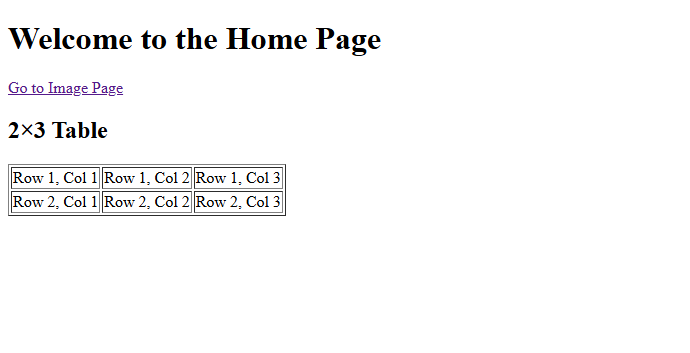 Welcome to the Home Page
Go to Image Page
2×3 Table
Row 1, Col 1 Row 1, Col 2 Row 1, Col 3
Row 2, Col 1 Row 2, Col 2 Row 2, Col 3